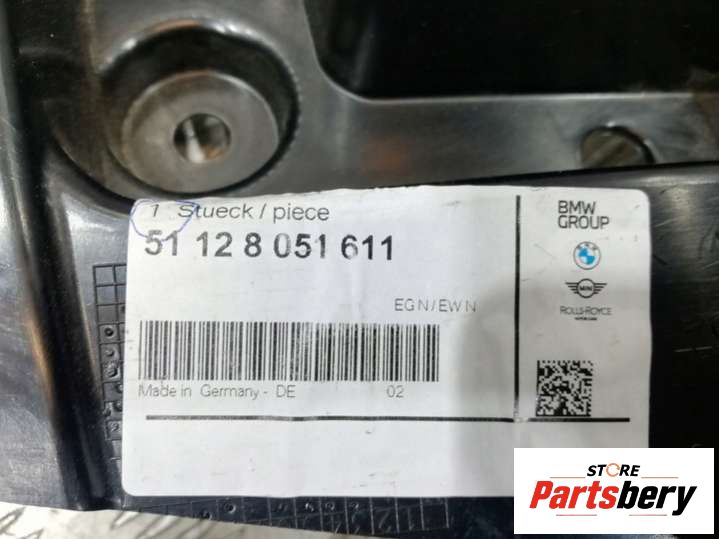 1 Stueck / piece
51 12 8 051 611
EGN/EWN
Made in Germany - DE 02
BMW
GROUP
MINI
ROLLS-ROYCE
STORE
Partsbery